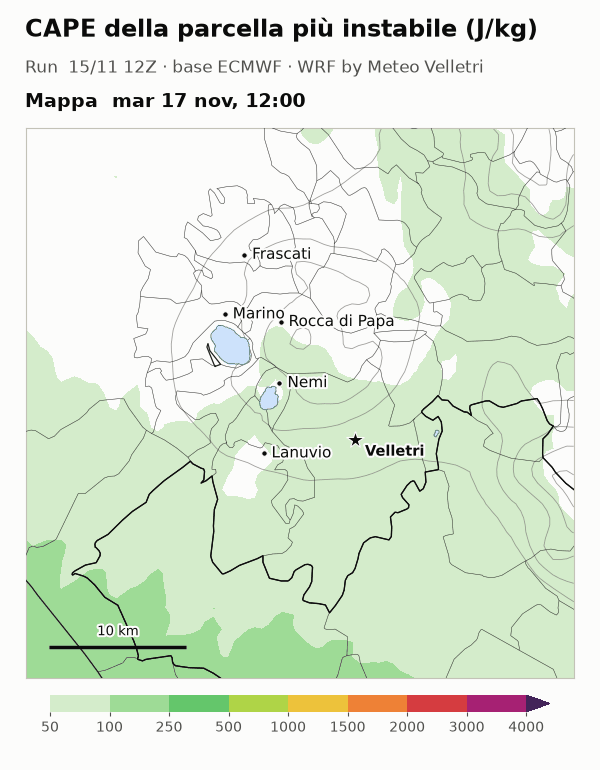 CAPE della parcella più instabile (J/kg)
Run  15/11 12Z · base ECMWF · WRF by Meteo Velletri
Mappa  mar 17 nov, 12:00
Frascati
Marino
Rocca di Papa
Nemi
Velletri
Lanuvio
10 km
50 100 250 500 1000 1500 2000 3000 4000